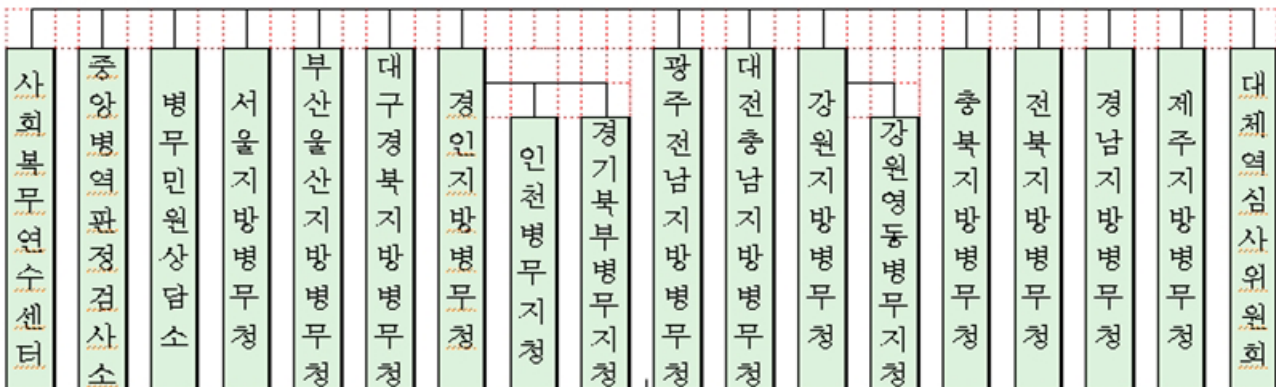 사회복무연수센터
중앙병역판정검사소
병무민원상담소
서울지방병무청
부산울산지방병무청
대구경북지방병무청
경인지방병무청
인천병무지청
경기북부병무지청
광주전남지방병무청
대전충남지방병무청
강원지방병무청
강원영동병무지청
충북지방병무청
전북지방병무청
경남지방병무청
제주지방병무청
대체역심사위원회